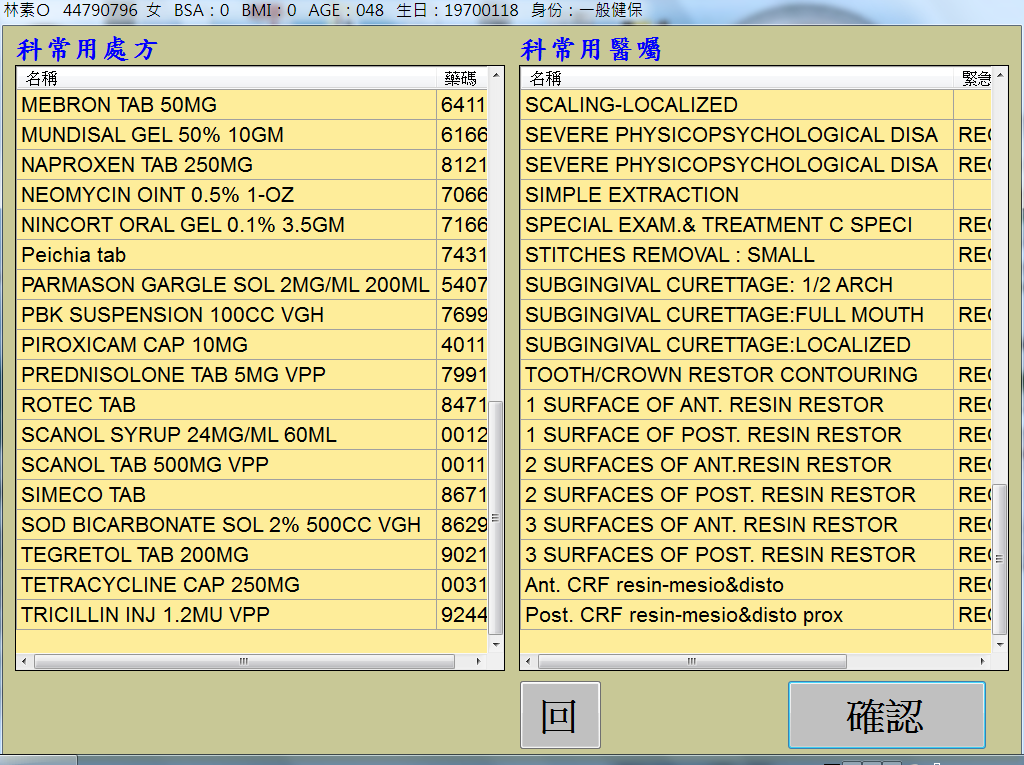 林素O 44790796 女 BSA：0 BMI：0 AGE：048 生日：19700118 身份：一般健保
科常用處方
名稱 藥碼
MEBRON TAB 50MG 6411
MUNDISAL GEL 50% 10GM 6166
NAPROXEN TAB 250MG 8121
NEOMYCIN OINT 0.5% 1-OZ 7066
NINCORT ORAL GEL 0.1% 3.5GM 7166
Peichia tab 7431
PARMASON GARGLE SOL 2MG/ML 200ML 5407
PBK SUSPENSION 100CC VGH 7699
PIROXICAM CAP 10MG 4011
PREDNISOLONE TAB 5MG VPP 7991
ROTEC TAB 8471
SCANOL SYRUP 24MG/ML 60ML 0012
SCANOL TAB 500MG VPP 0011
SIMECO TAB 8671
SOD BICARBONATE SOL 2% 500CC VGH 8629
TEGRETOL TAB 200MG 9021
TETRACYCLINE CAP 250MG 0031
TRICILLIN INJ 1.2MU VPP 9244
科常用醫囑
名稱 緊急
SCALING-LOCALIZED
SEVERE PHYSICOPSYCHOLOGICAL DISA REC
SEVERE PHYSICOPSYCHOLOGICAL DISA REC
SIMPLE EXTRACTION
SPECIAL EXAM.& TREATMENT C SPECI REC
STITCHES REMOVAL : SMALL REC
SUBGINGIVAL CURETTAGE: 1/2 ARCH
SUBGINGIVAL CURETTAGE:FULL MOUTH REC
SUBGINGIVAL CURETTAGE:LOCALIZED
TOOTH/CROWN RESTOR CONTOURING REC
1 SURFACE OF ANT. RESIN RESTOR REC
1 SURFACE OF POST. RESIN RESTOR REC
2 SURFACES OF ANT.RESIN RESTOR REC
2 SURFACES OF POST. RESIN RESTOR REC
3 SURFACES OF ANT. RESIN RESTOR REC
3 SURFACES OF POST. RESIN RESTOR REC
Ant. CRF resin-mesio&disto REC
Post. CRF resin-mesio&disto prox REC
回 確認